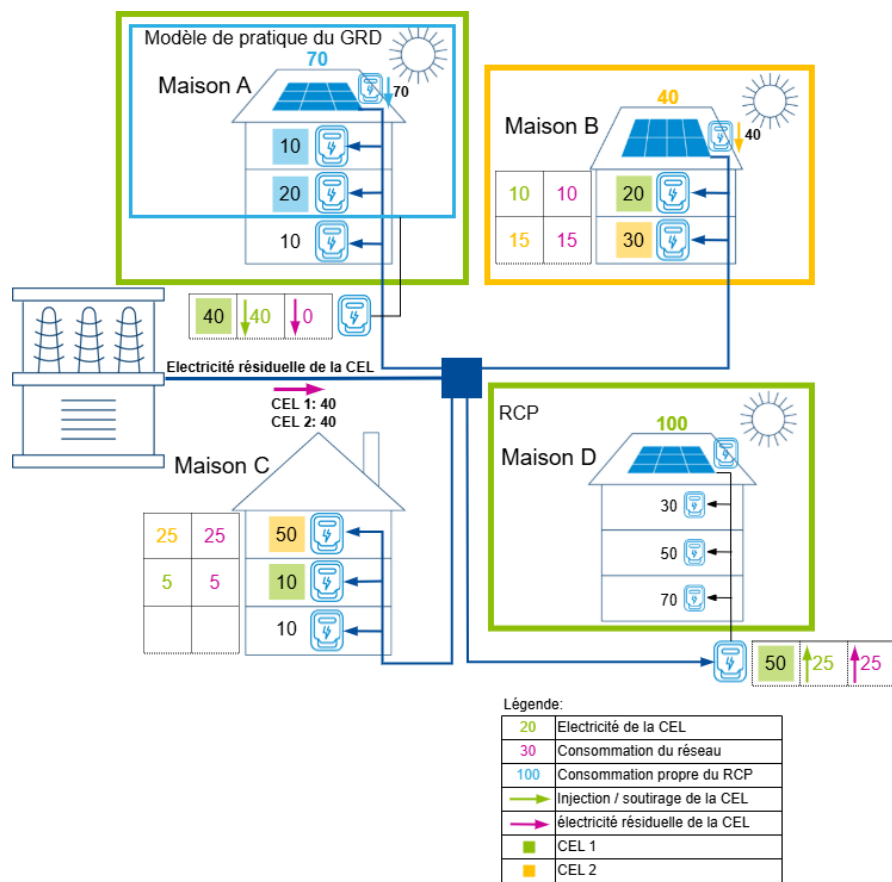 Modèle de pratique du GRD
70
Maison A
70
10
20
10
40 40 0
40
Maison B
40
10 10 20
15 15 30
Electricité résiduelle de la CEL
CEL 1: 40
CEL 2: 40
Maison C
25 25 50
5 5 10
10
RCP
100
Maison D
30
50
70
50 25 25
Légende:
20 Electricité de la CEL
30 Consommation du réseau
100 Consommation propre du RCP
Injection / soutirage de la CEL
électricité résiduelle de la CEL
CEL 1
CEL 2